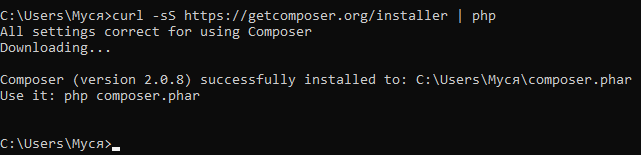 C:\Users\Муся>curl -sS https://getcomposer.org/installer | php
All settings correct for using Composer
Downloading...
Composer (version 2.0.8) successfully installed to: C:\Users\Муся\composer.phar
Use it: php composer.phar
C:\Users\Муся>